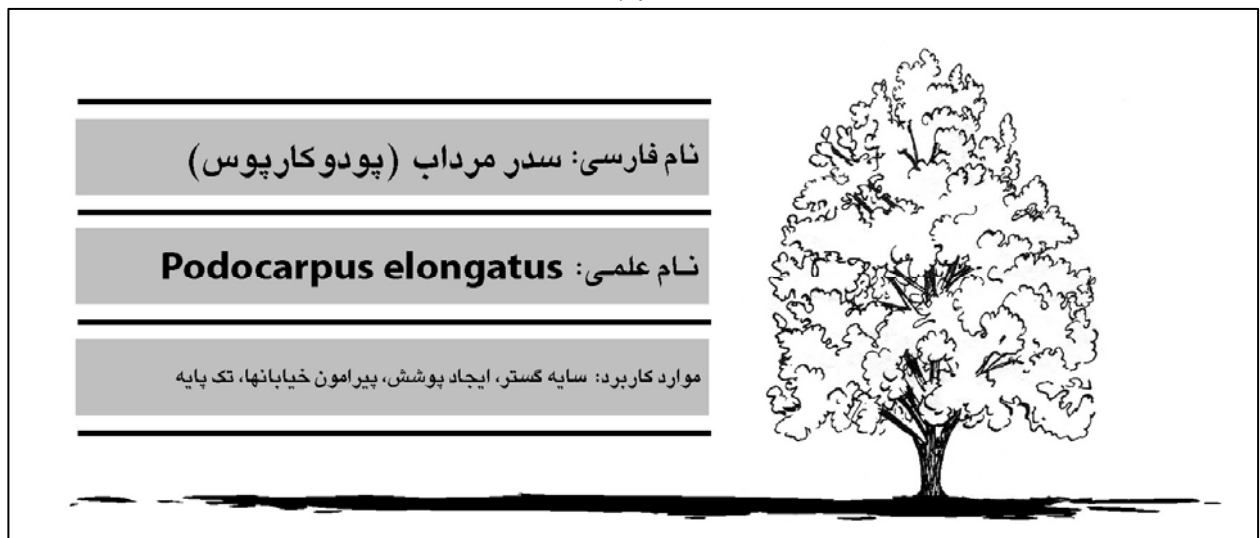 نام فارسی: سدر مرداب (پودوکارپوس)
نام علمی: Podocarpus elongatus
موارد کاربرد: سایه گستر، ایجاد پوشش، پیرامون خیابانها، تک پایه